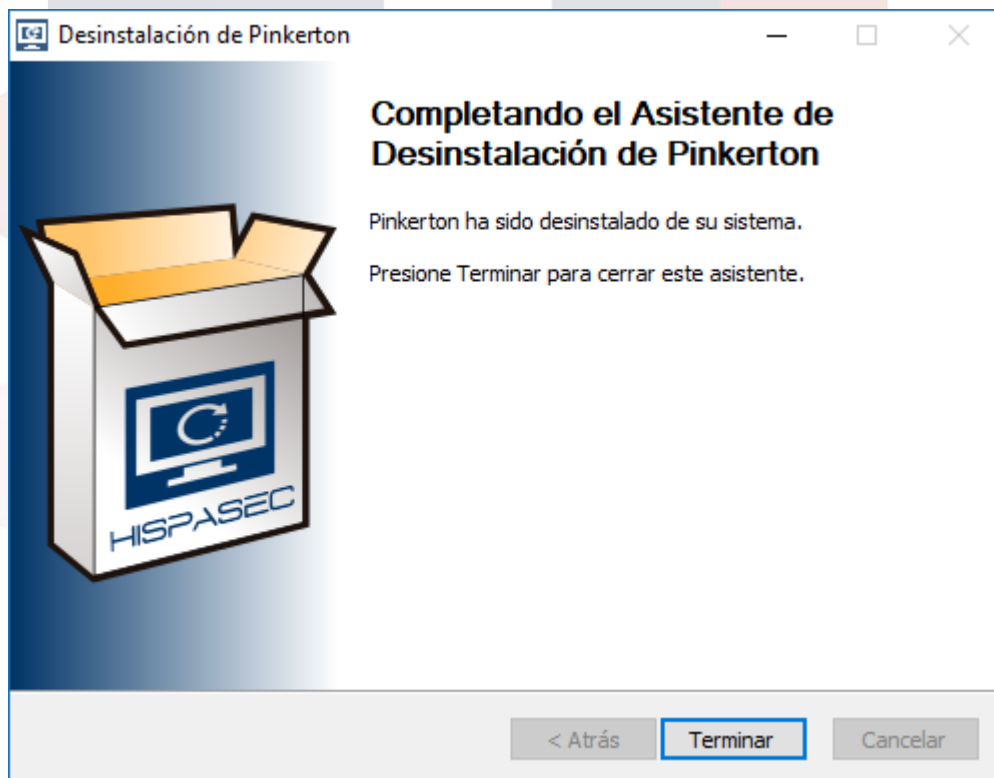 Desinstalación de Pinkerton
Completando el Asistente de
Desinstalación de Pinkerton
Pinkerton ha sido desinstalado de su sistema.
Presione Terminar para cerrar este asistente.
HISPASEC
< Atrás
Terminar
Cancelar